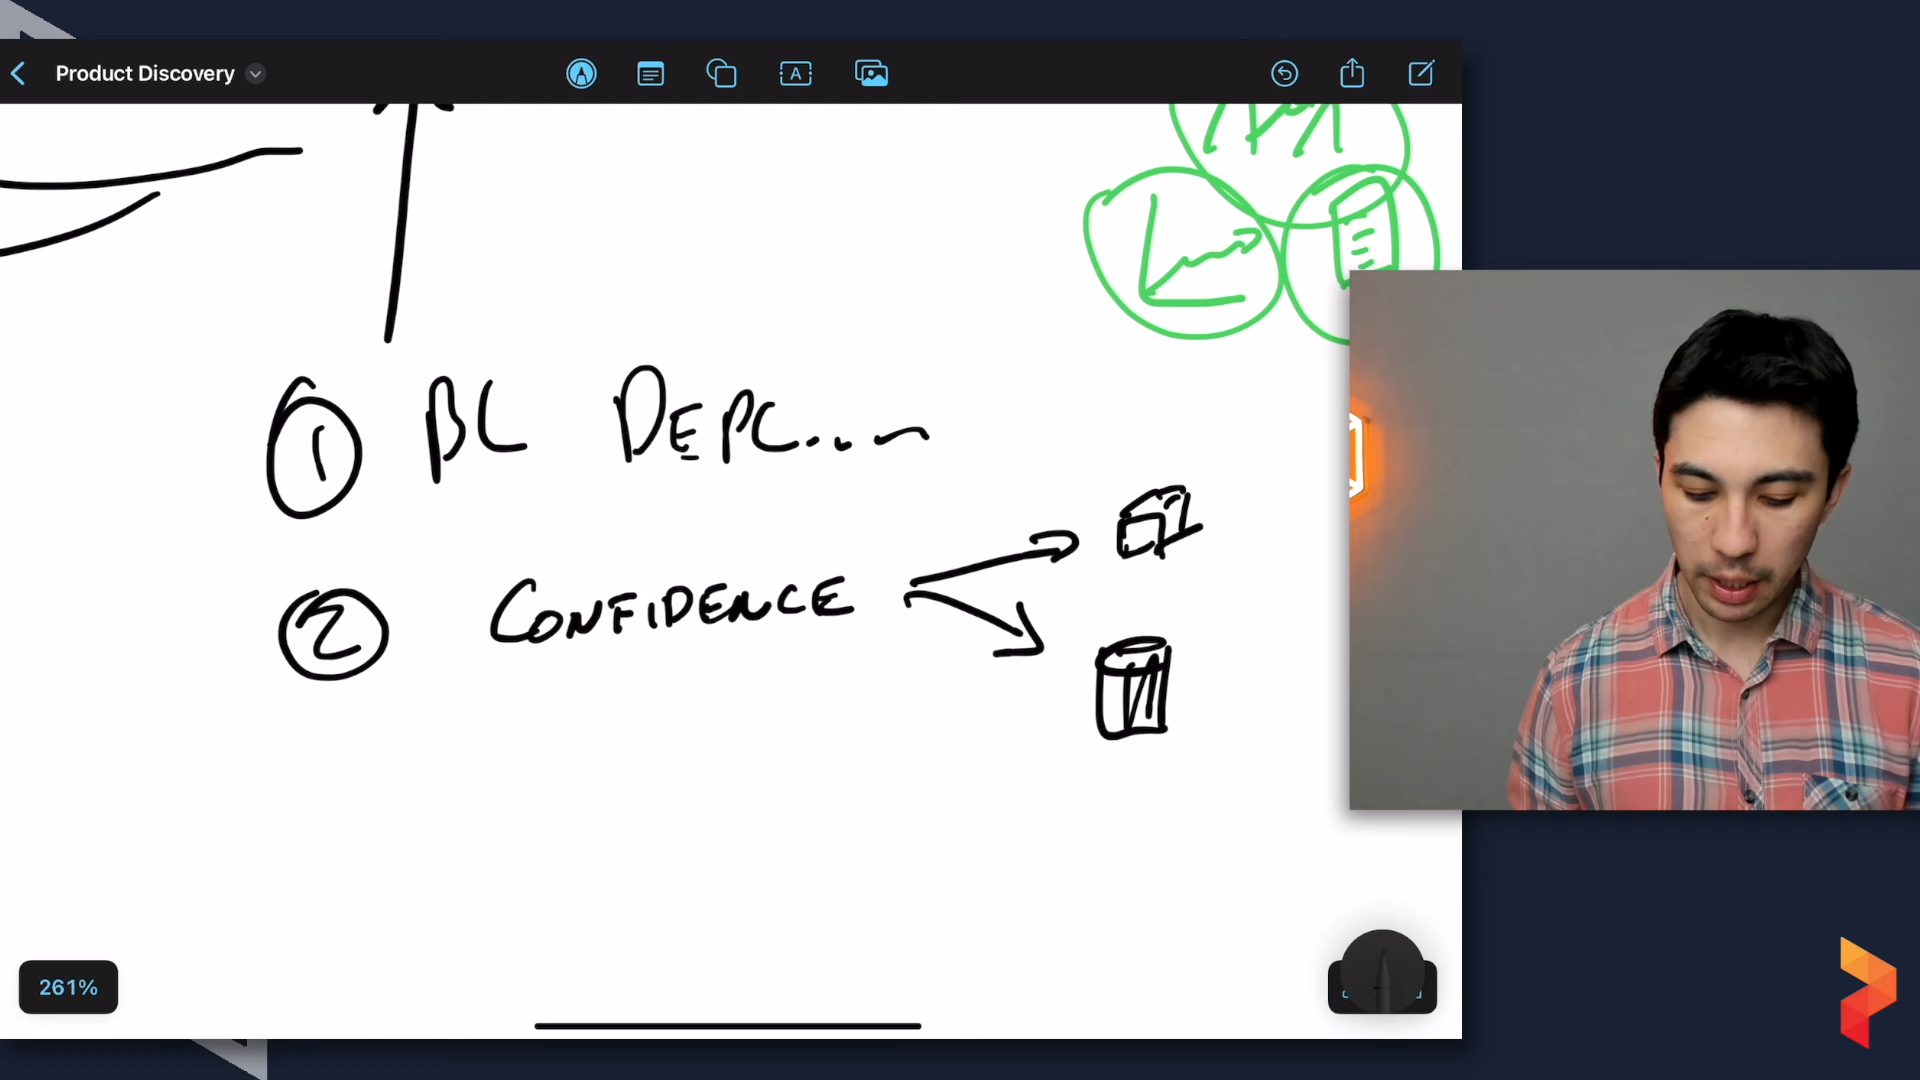 Product Discovery
A
1 BL DEPC...
2 CONFIDENCE
261%